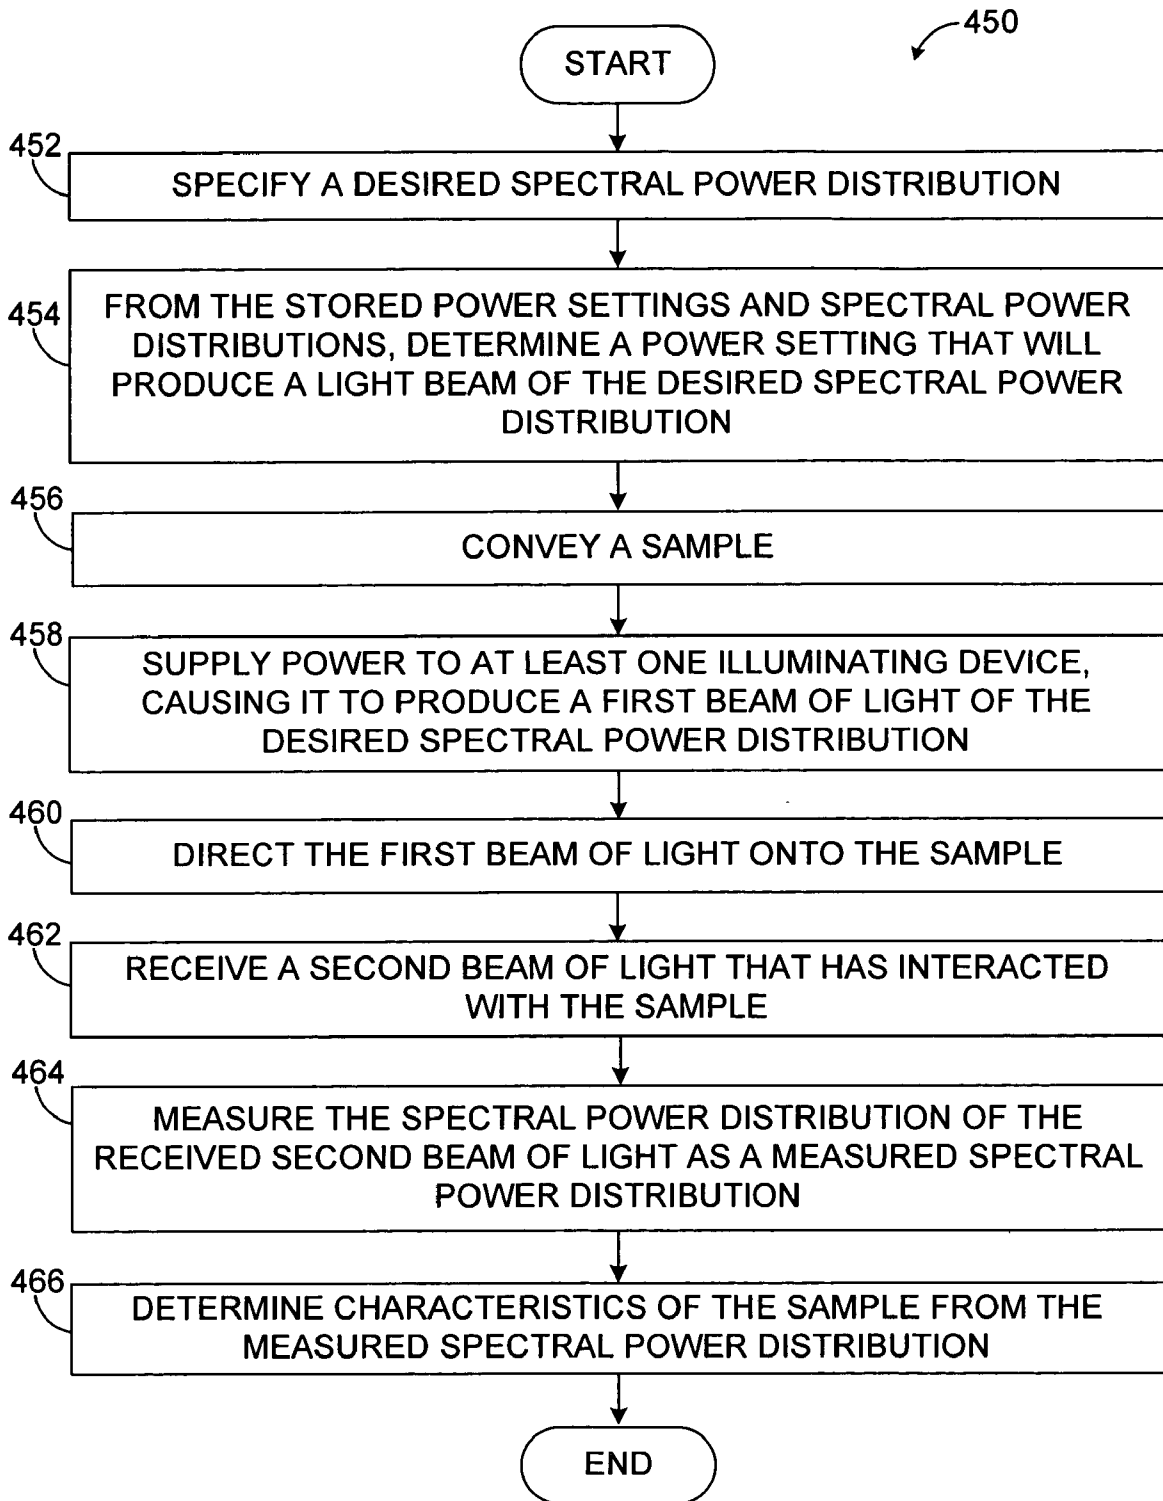 450
START
452
SPECIFY A DESIRED SPECTRAL POWER DISTRIBUTION
454
FROM THE STORED POWER SETTINGS AND SPECTRAL POWER
DISTRIBUTIONS, DETERMINE A POWER SETTING THAT WILL
PRODUCE A LIGHT BEAM OF THE DESIRED SPECTRAL POWER
DISTRIBUTION
456
CONVEY A SAMPLE
458
SUPPLY POWER TO AT LEAST ONE ILLUMINATING DEVICE,
CAUSING IT TO PRODUCE A FIRST BEAM OF LIGHT OF THE
DESIRED SPECTRAL POWER DISTRIBUTION
460
DIRECT THE FIRST BEAM OF LIGHT ONTO THE SAMPLE
462
RECEIVE A SECOND BEAM OF LIGHT THAT HAS INTERACTED
WITH THE SAMPLE
464
MEASURE THE SPECTRAL POWER DISTRIBUTION OF THE
RECEIVED SECOND BEAM OF LIGHT AS A MEASURED SPECTRAL
POWER DISTRIBUTION
466
DETERMINE CHARACTERISTICS OF THE SAMPLE FROM THE
MEASURED SPECTRAL POWER DISTRIBUTION
END